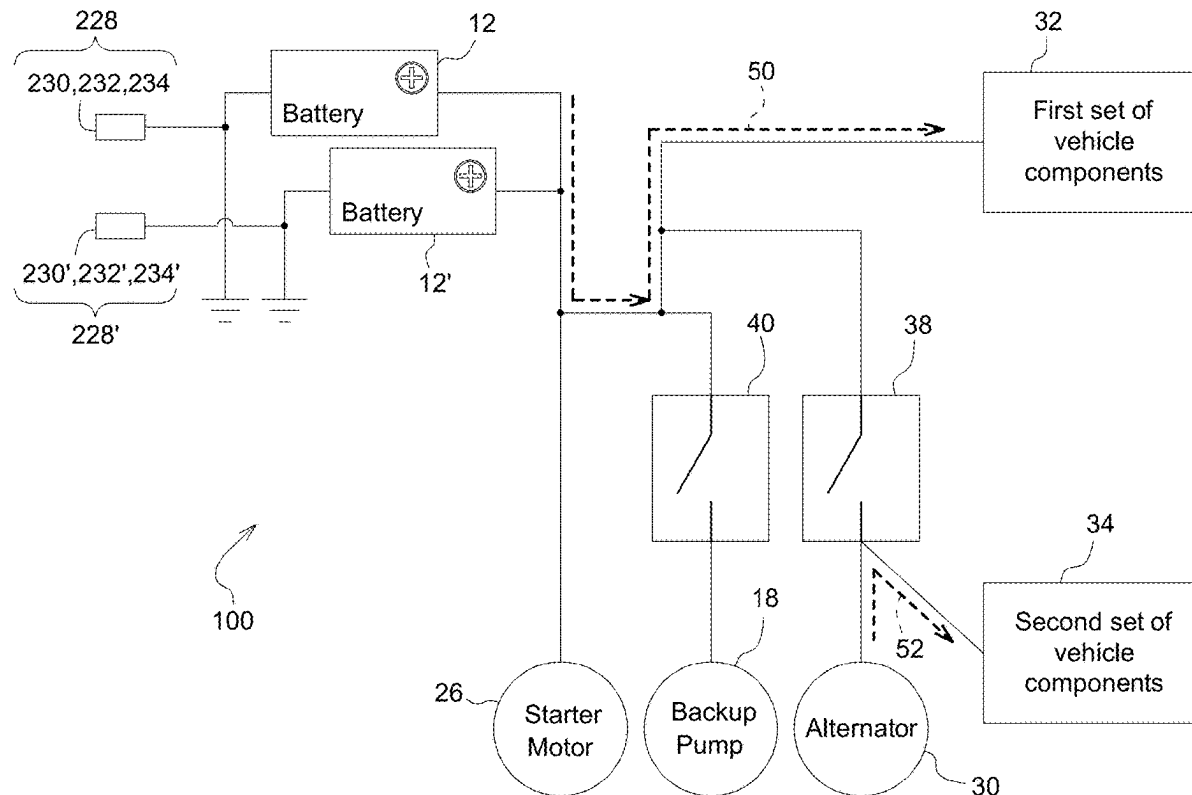 228
230,232,234
12
Battery
Battery
12'
230',232',234'
228'
50
32
First set of
vehicle
components
40
38
100
34
18
52
Second set of
vehicle
components
26
Starter
Motor
Backup
Pump
Alternator
30